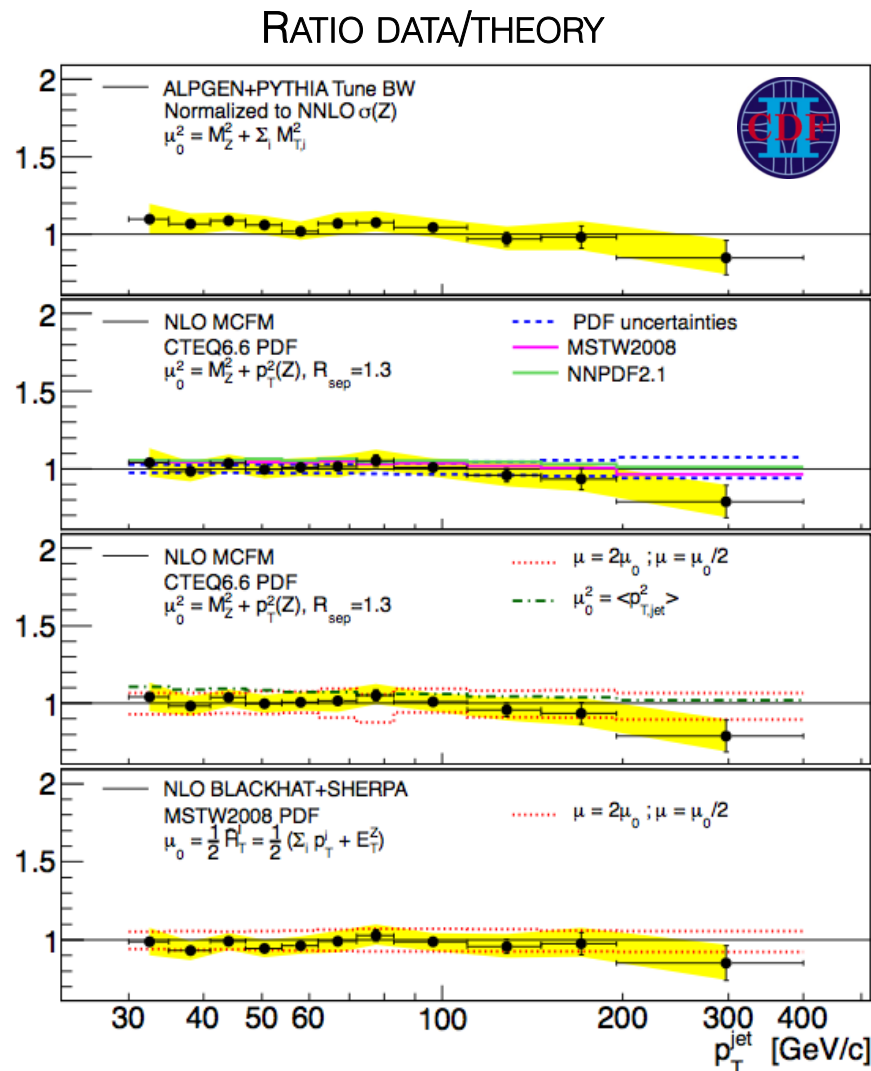 RATIO DATA/THEORY
2
1.5
1
ALPGEN+PYTHIA Tune BW
Normalized to NNLO σ(Z)
μ₀² = M_Z² + Σᵢ M²_T,i
CDF
II
2
1.5
1
NLO MCFM
CTEQ6.6 PDF
μ₀² = M_Z² + p_T²(Z), R_sep=1.3
PDF uncertainties
MSTW2008
NNPDF2.1
2
1.5
1
NLO MCFM
CTEQ6.6 PDF
μ₀² = M_Z² + p_T²(Z), R_sep=1.3
μ = 2μ₀ ; μ = μ₀/2
μ₀² = <p²_T,jet>
2
1.5
1
NLO BLACKHAT+SHERPA
MSTW2008 PDF
μ₀ = 1/2 Ĥ_T = 1/2 (Σᵢ p_T^j + E_T^Z)
μ = 2μ₀ ; μ = μ₀/2
30 40 50 60 100 200 300 400
p_T^jet [GeV/c]